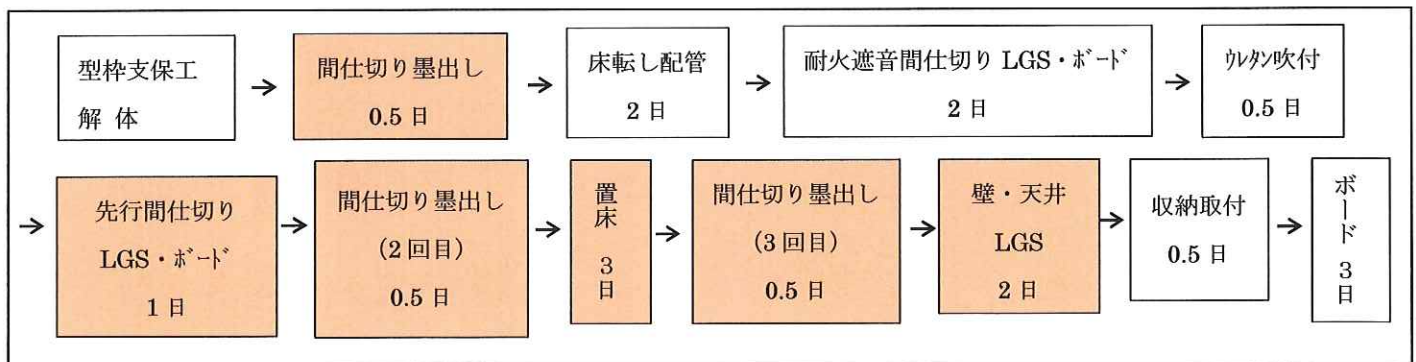 型枠支保工
解 体
→
間仕切り墨出し
0.5 日
→
床転し配管
2 日
→
耐火遮音間仕切り LGS・ﾎﾞｰﾄﾞ
2 日
→
ｳﾚﾀﾝ吹付
0.5 日
→
先行間仕切り
LGS・ﾎﾞｰﾄﾞ
1 日
→
間仕切り墨出し
(2 回目)
0.5 日
→
置床 3日
→
間仕切り墨出し
(3 回目)
0.5 日
→
壁・天井
LGS
2 日
→
収納取付
0.5 日
→
ボード 3日